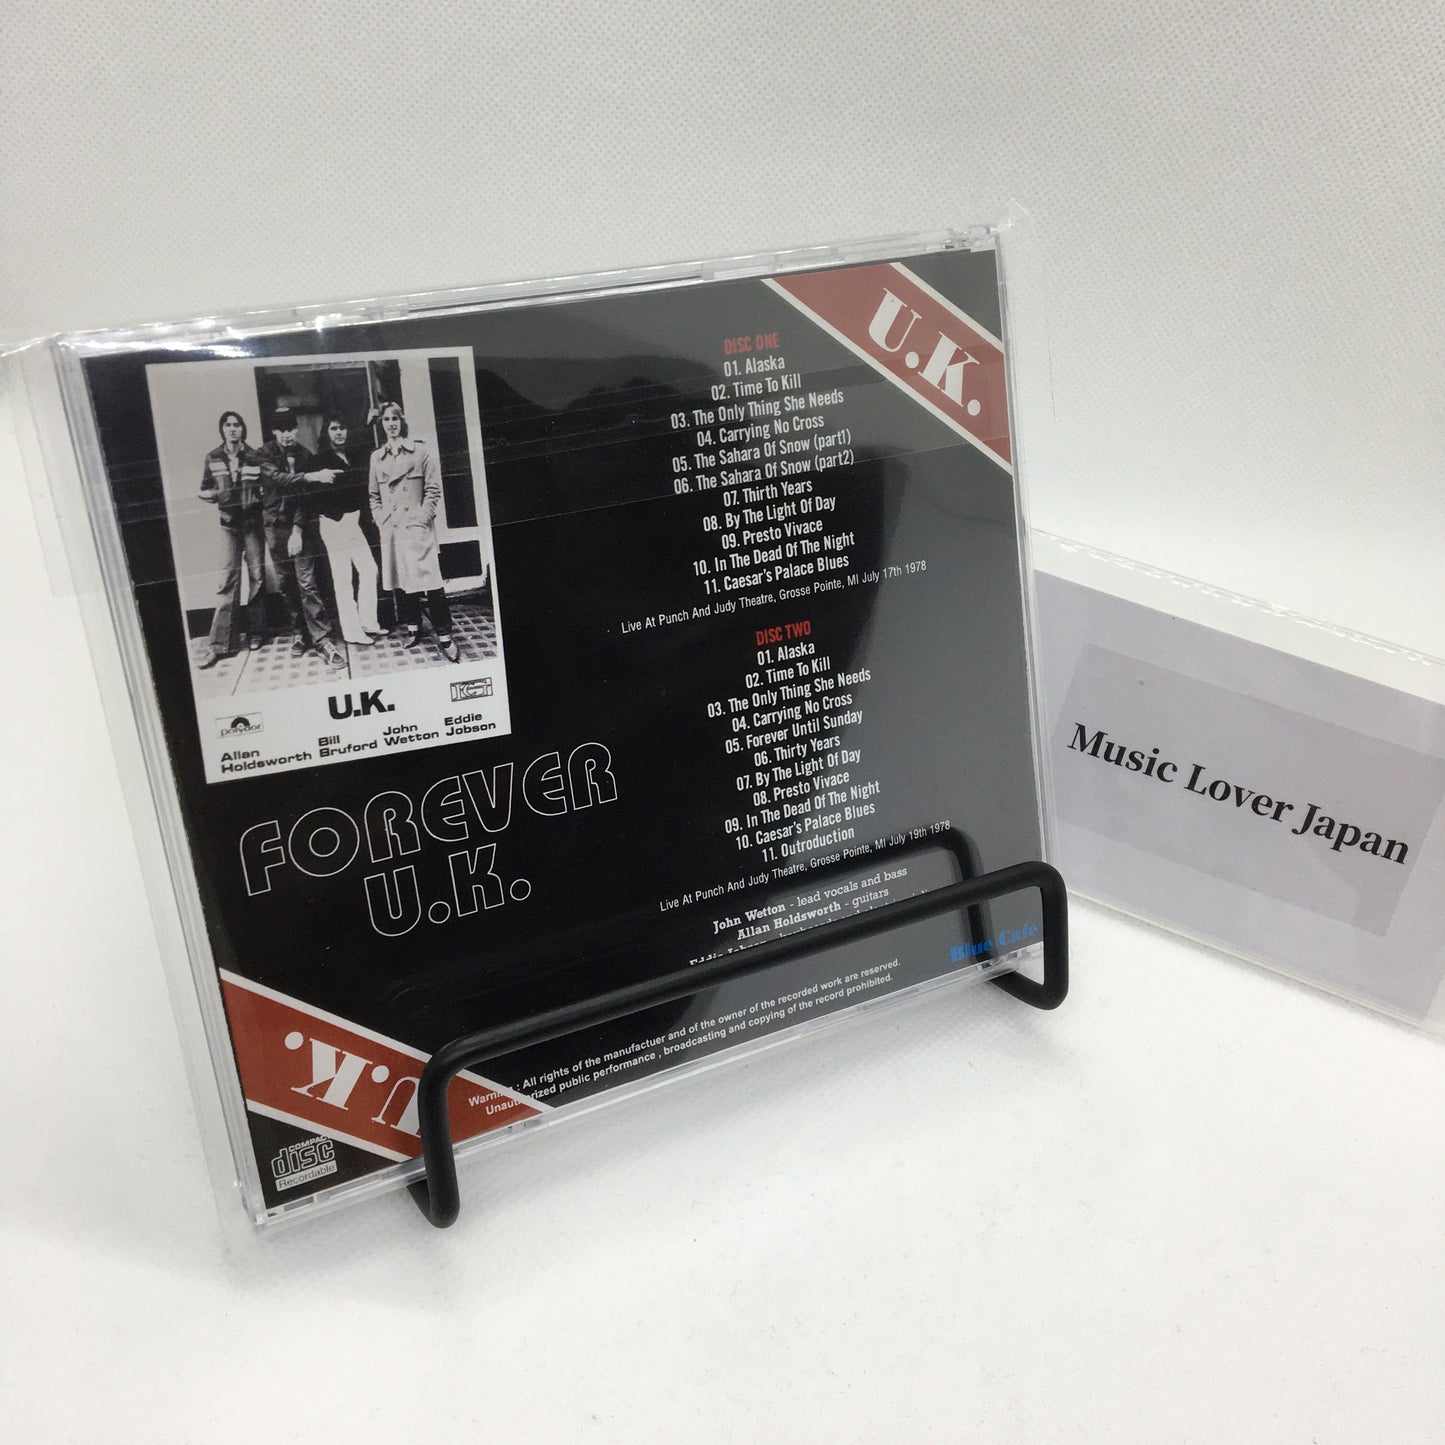 U.K.
DISC ONE
01. Alaska
02. Time To Kill
03. The Only Thing She Needs
04. Carrying No Cross
05. The Sahara Of Snow (part1)
06. The Sahara Of Snow (part2)
07. Thirth Years
08. By The Light Of Day
09. Presto Vivace
10. In The Dead Of The Night
11. Caesar's Palace Blues
Live At Punch And Judy Theatre, Grosse Pointe, MI July 17th 1978
DISC TWO
01. Alaska
02. Time To Kill
03. The Only Thing She Needs
04. Carrying No Cross
05. Forever Until Sunday
06. Thirty Years
07. By The Light Of Day
08. Presto Vivace
09. In The Dead Of The Night
10. Caesar's Palace Blues
11. Outroduction
Live At Punch And Judy Theatre, Grosse Pointe, MI July 19th 1978
John Wetton - lead vocals and bass
Allan Holdsworth - guitars
Eddie Jobson
Blue Cafe
U.K.
polydor
EG
Allan Holdsworth
Bill Bruford
John Wetton
Eddie Jobson
FOREVER
U.K.
U.K.
Warning : All rights of the manufactuer and of the owner of the recorded work are reserved.
Unauthorized public performance , broadcasting and copying of the record prohibited.
COMPACT
disc
Recordable
Music Lover Japan